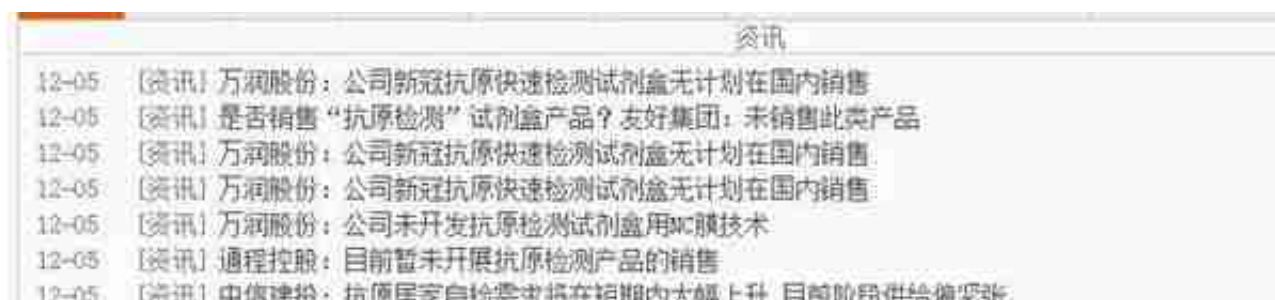 资讯
12-05 [资讯] 万润股份：公司新冠抗原快速检测试剂盒无计划在国内销售
12-05 [资讯] 是否销售“抗原检测”试剂盒产品？友好集团：未销售此类产品
12-05 [资讯] 万润股份：公司新冠抗原快速检测试剂盒无计划在国内销售
12-05 [资讯] 万润股份：公司新冠抗原快速检测试剂盒无计划在国内销售
12-05 [资讯] 万润股份：公司未开发抗原检测试剂盒用NC膜技术
12-05 [资讯] 通程控股：目前暂未开展抗原检测产品的销售
12-05 [资讯] 中信建投：抗原居家自检需求将在短期内大幅上升 目前阶段供给偏紧张